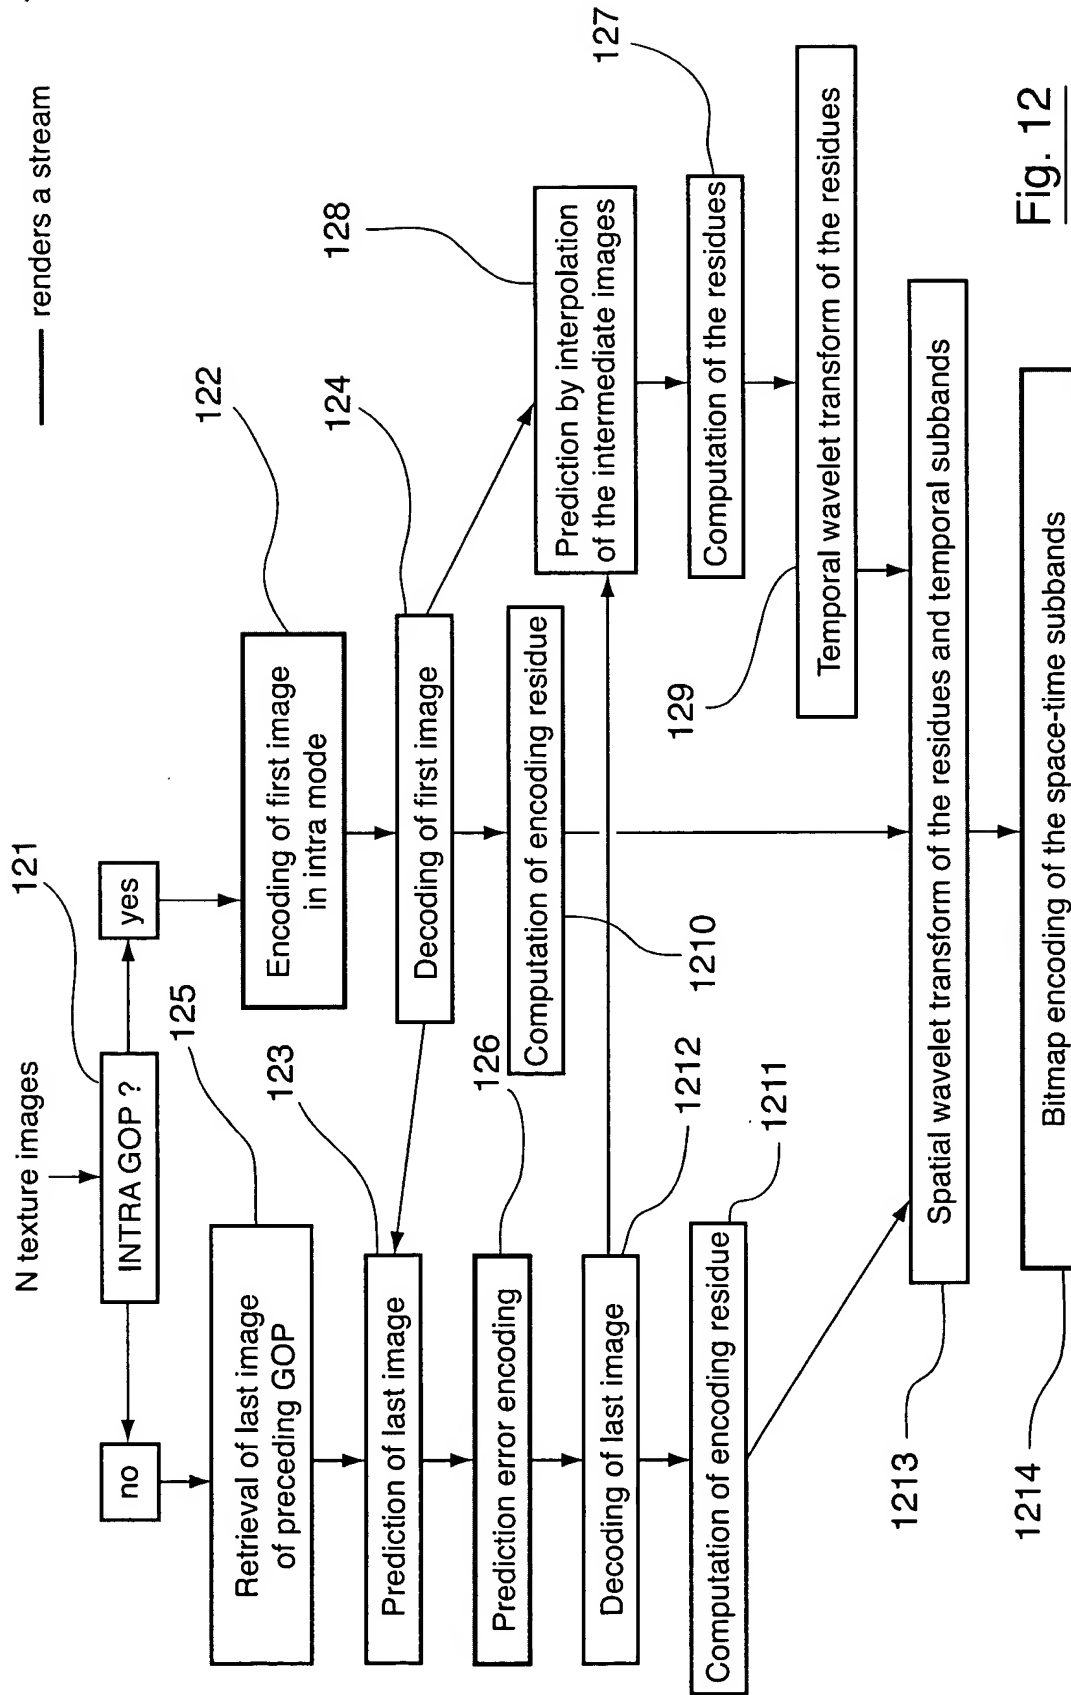 renders a stream
N texture images
121
INTRA GOP ?
no
yes
125
Retrieval of last image
of preceding GOP
122
Encoding of first image
in intra mode
123
Prediction of last image
124
Decoding of first image
126
Prediction error encoding
Computation of encoding residue
1210
128
Prediction by interpolation
of the intermediate images
1212
Decoding of last image
127
Computation of the residues
1211
Computation of encoding residue
129
Temporal wavelet transform of the residues
1213
Spatial wavelet transform of the residues and temporal subbands
1214
Bitmap encoding of the space-time subbands
Fig. 12